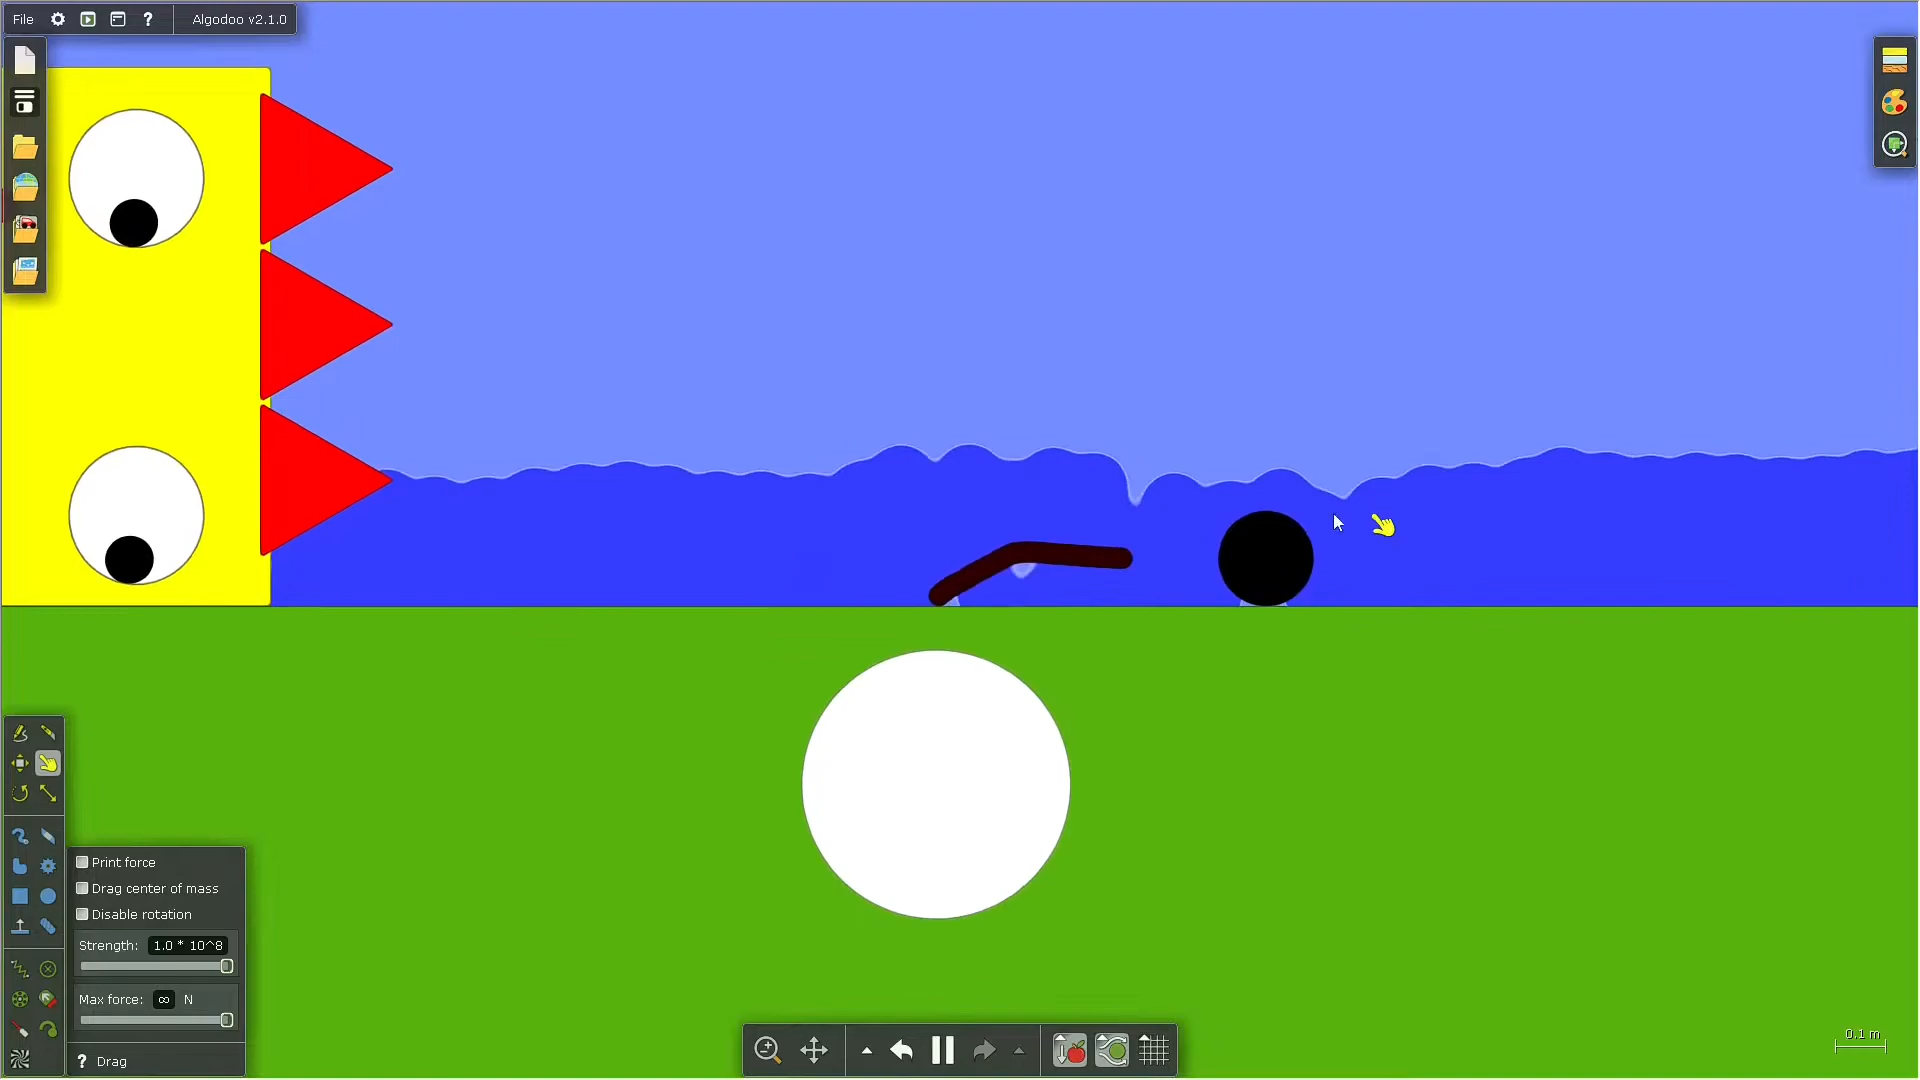 File ? Algodoo v2.1.0
Print force
Drag center of mass
Disable rotation
Strength: 1.0 * 10^8
Max force: ∞ N
? Drag
0.1 m